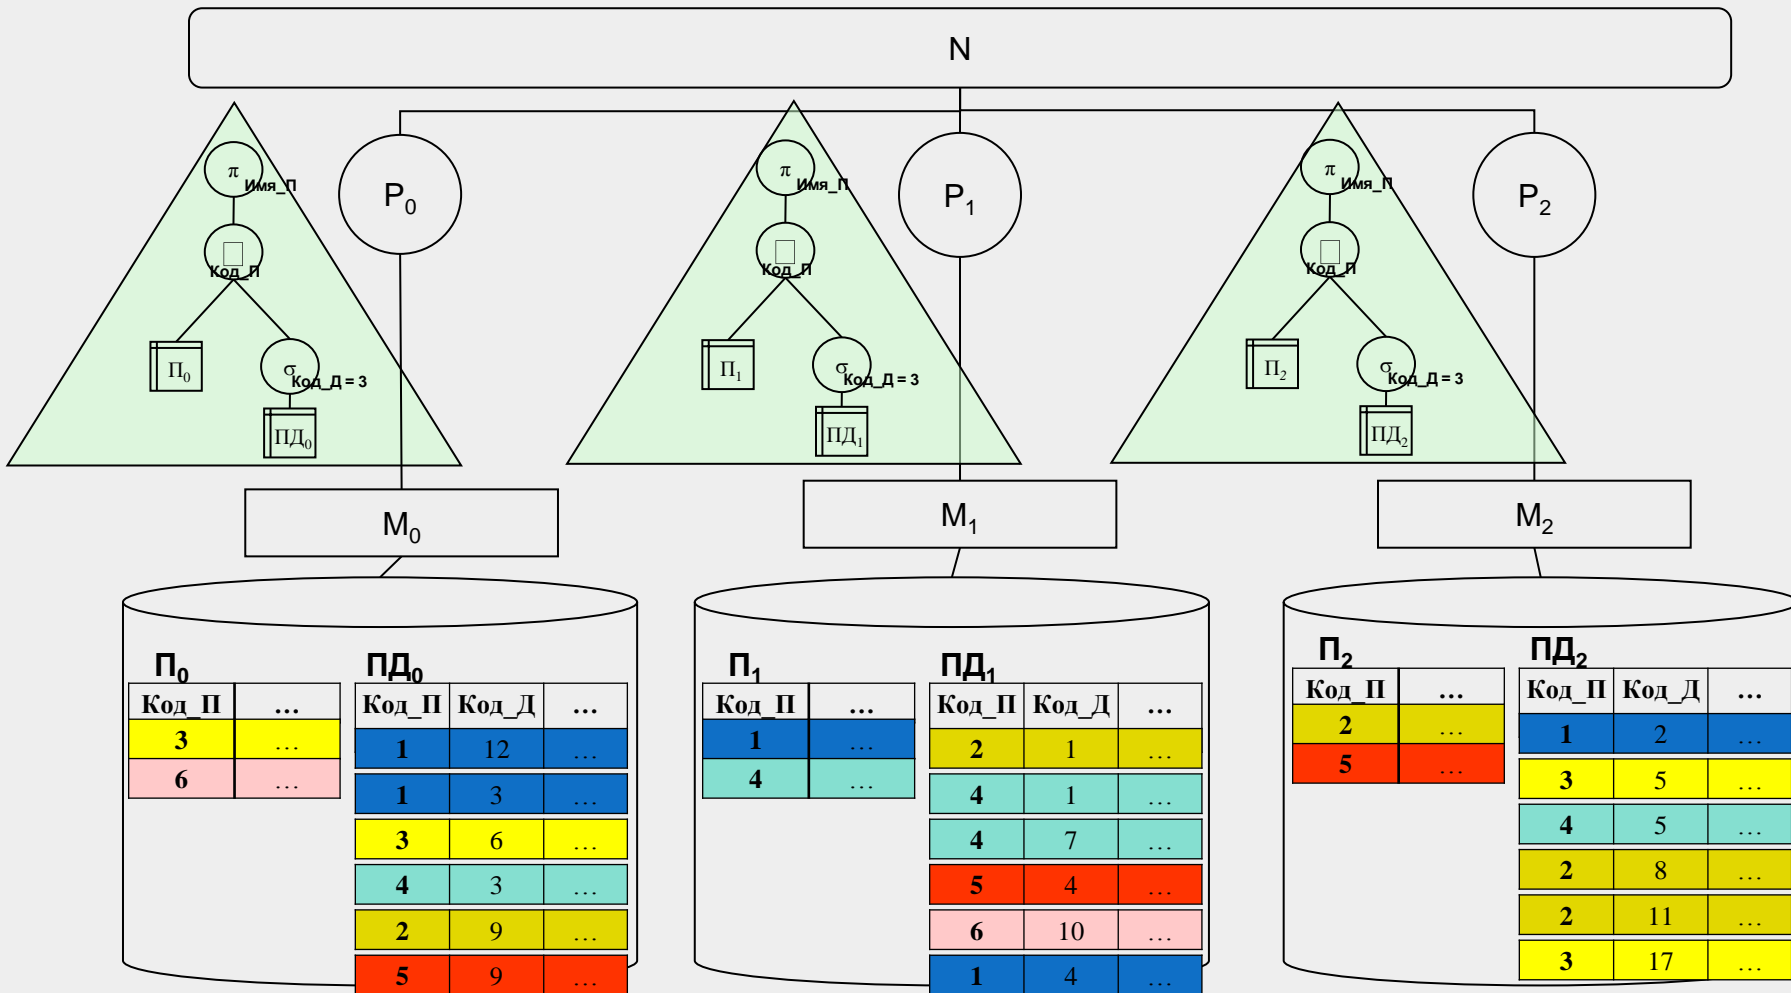 N
π Имя_П P₀ π Имя_П P₁ π Имя_П P₂
Код_П Код_П Код_П
П₀ σ Код_Д = 3 П₁ σ Код_Д = 3 П₂ σ Код_Д = 3
ПД₀ ПД₁ ПД₂
M₀ M₁ M₂
П₀
Код_П …
3 …
6 …
ПД₀
Код_П Код_Д …
1 12 …
1 3 …
3 6 …
4 3 …
2 9 …
5 9 …
П₁
Код_П …
1 …
4 …
ПД₁
Код_П Код_Д …
2 1 …
4 1 …
4 7 …
5 4 …
6 10 …
1 4 …
П₂
Код_П …
2 …
5 …
ПД₂
Код_П Код_Д …
1 2 …
3 5 …
4 5 …
2 8 …
2 11 …
3 17 …